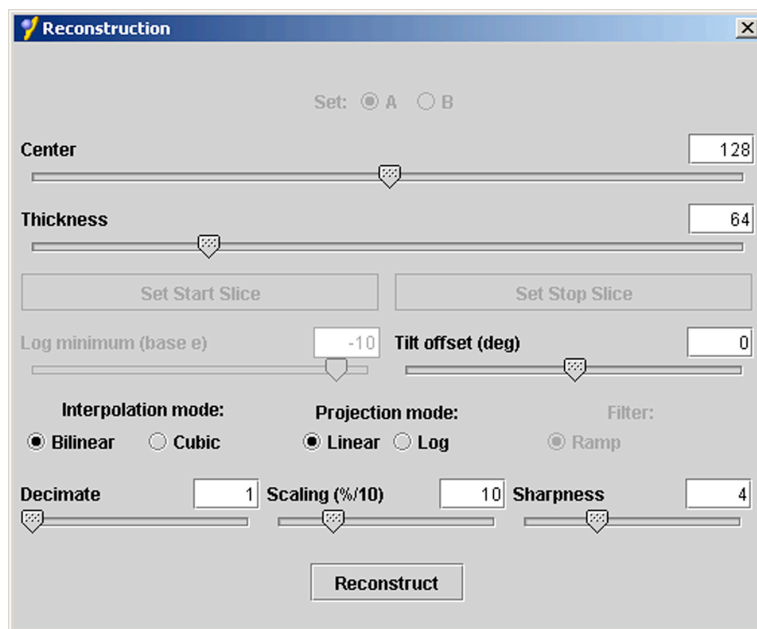 Reconstruction
Set: A B
Center 128
Thickness 64
Set Start Slice Set Stop Slice
Log minimum (base e) -10 Tilt offset (deg) 0
Interpolation mode: Projection mode: Filter:
Bilinear Cubic Linear Log Ramp
Decimate 1 Scaling (%/10) 10 Sharpness 4
Reconstruct